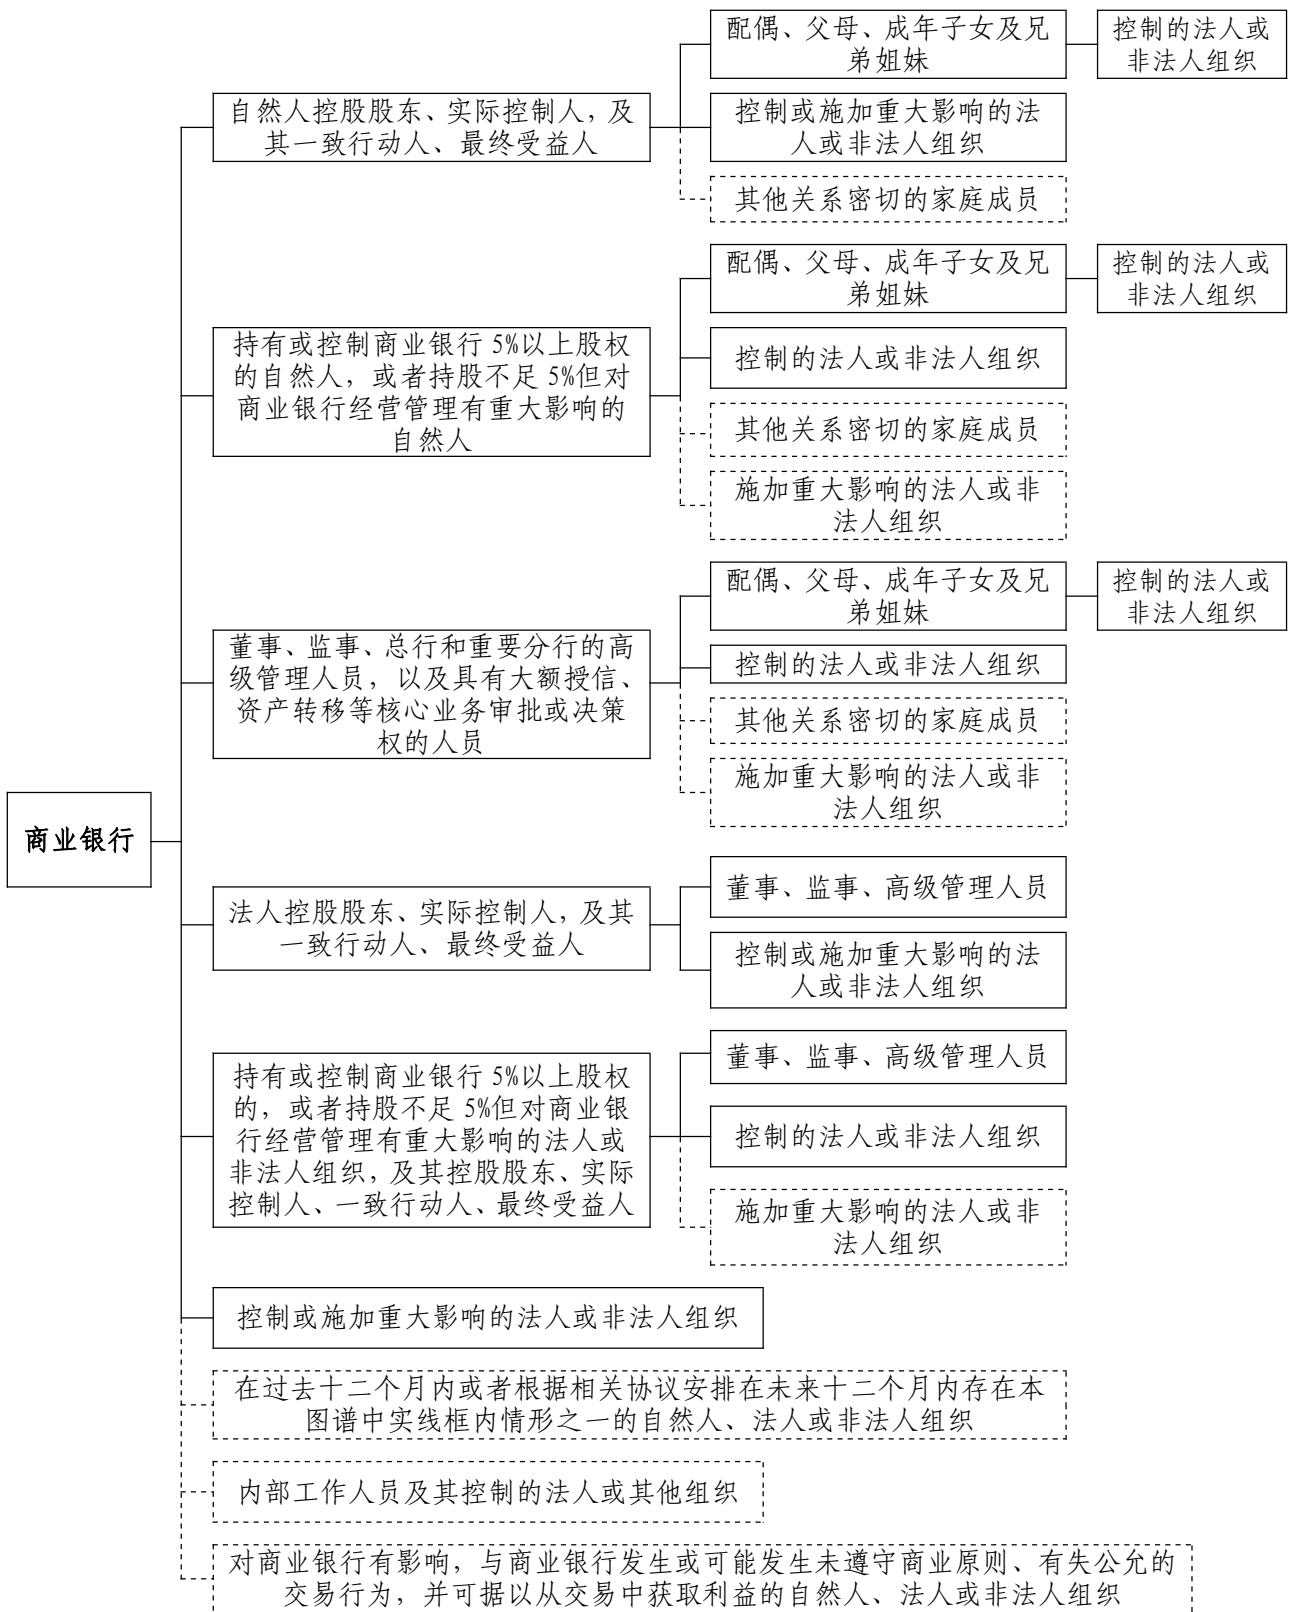 配偶、父母、成年子女及兄
弟姐妹
控制的法人或
非法人组织
自然人控股股东、实际控制人，及
其一致行动人、最终受益人
控制或施加重大影响的法
人或非法人组织
其他关系密切的家庭成员
配偶、父母、成年子女及兄
弟姐妹
控制的法人或
非法人组织
持有或控制商业银行 5%以上股权
的自然人，或者持股不足 5%但对
商业银行经营管理有重大影响的
自然人
控制的法人或非法人组织
其他关系密切的家庭成员
施加重大影响的法人或非
法人组织
配偶、父母、成年子女及兄
弟姐妹
控制的法人或
非法人组织
董事、监事、总行和重要分行的高
级管理人员，以及具有大额授信、
资产转移等核心业务审批或决策
权的人员
控制的法人或非法人组织
其他关系密切的家庭成员
施加重大影响的法人或非
法人组织
商业银行
法人控股股东、实际控制人，及其
一致行动人、最终受益人
董事、监事、高级管理人员
控制或施加重大影响的法
人或非法人组织
持有或控制商业银行 5%以上股权
的，或者持股不足 5%但对商业银
行经营管理有重大影响的法人或
非法人组织，及其控股股东、实际
控制人、一致行动人、最终受益人
董事、监事、高级管理人员
控制的法人或非法人组织
施加重大影响的法人或非
法人组织
控制或施加重大影响的法人或非法人组织
在过去十二个月内或者根据相关协议安排在未来十二个月内存在本
图谱中实线框内情形之一的自然人、法人或非法人组织
内部工作人员及其控制的法人或其他组织
对商业银行有影响，与商业银行发生或可能发生未遵守商业原则、有失公允的
交易行为，并可据以从交易中获取利益的自然人、法人或非法人组织